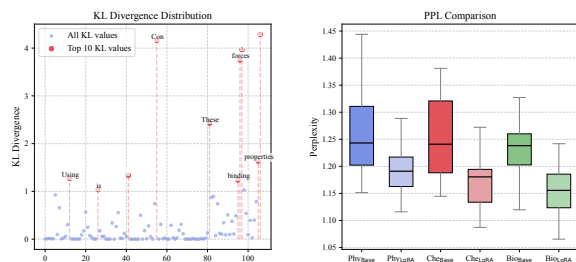 KL Divergence Distribution
KL Divergence
4
3
2
1
0
0 20 40 60 80 100
All KL values
Top 10 KL values
Con
forces
These
Using
is
binding
properties
PPL Comparison
Perplexity
1.45
1.40
1.35
1.30
1.25
1.20
1.15
1.10
1.05
PhyBase PhyLoRA CheBase CheLoRA BioBase BioLoRA